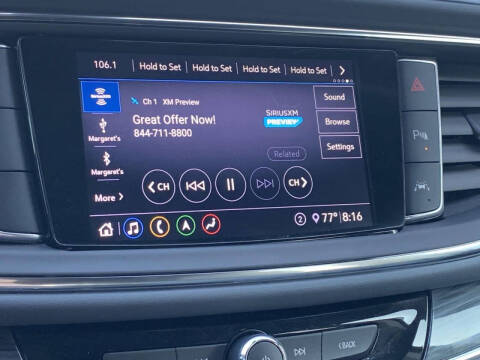 106.1 Hold to Set Hold to Set Hold to Set Hold to Set
Ch 1 XM Preview
Great Offer Now!
844-711-8800
SIRIUSXM
PREVIEW
Sound
Browse
Settings
Margaret's
Margaret's
More
Related
CH
CH
2 77° 8:16
BACK